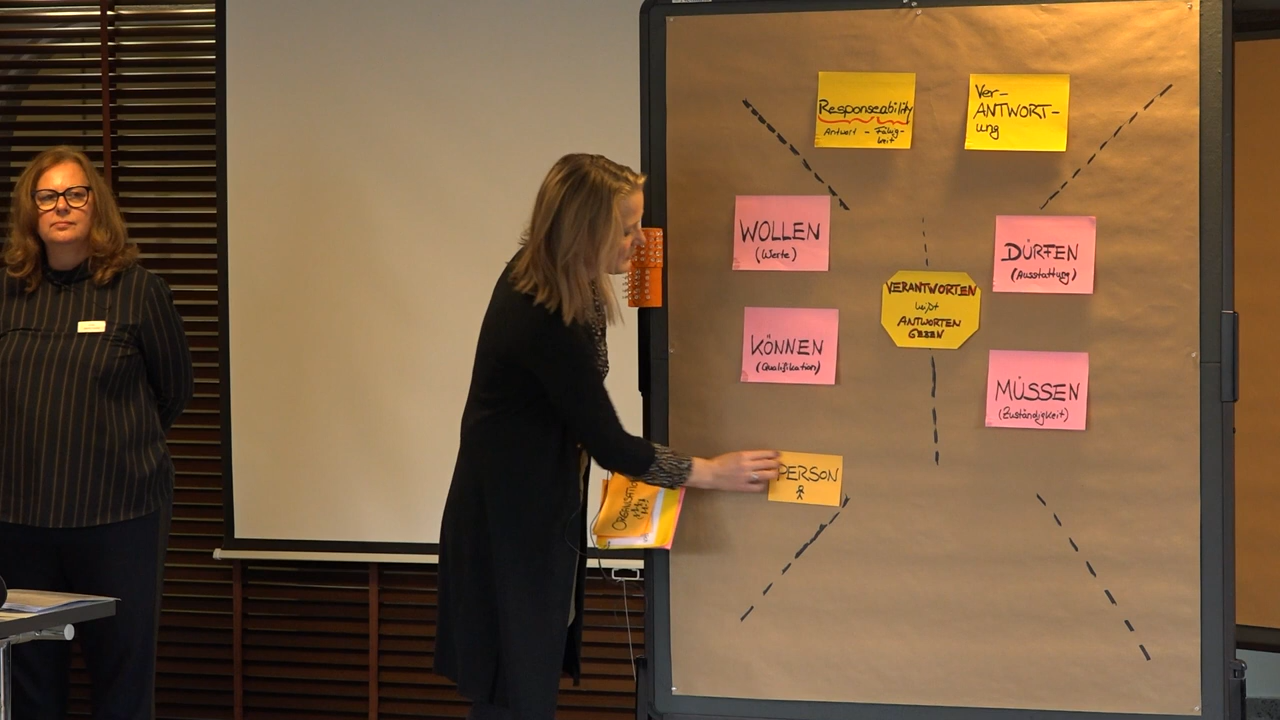 Responseability
Antwort - Fähig-
keit
Ver-
ANTWORT-
ung
WOLLEN
(Werte)
DÜRFEN
(Ausstattung)
VERANTWORTEN
heißt
ANTWORTEN
GEBEN
KÖNNEN
(Qualifikation)
MÜSSEN
(Zuständigkeit)
PERSON